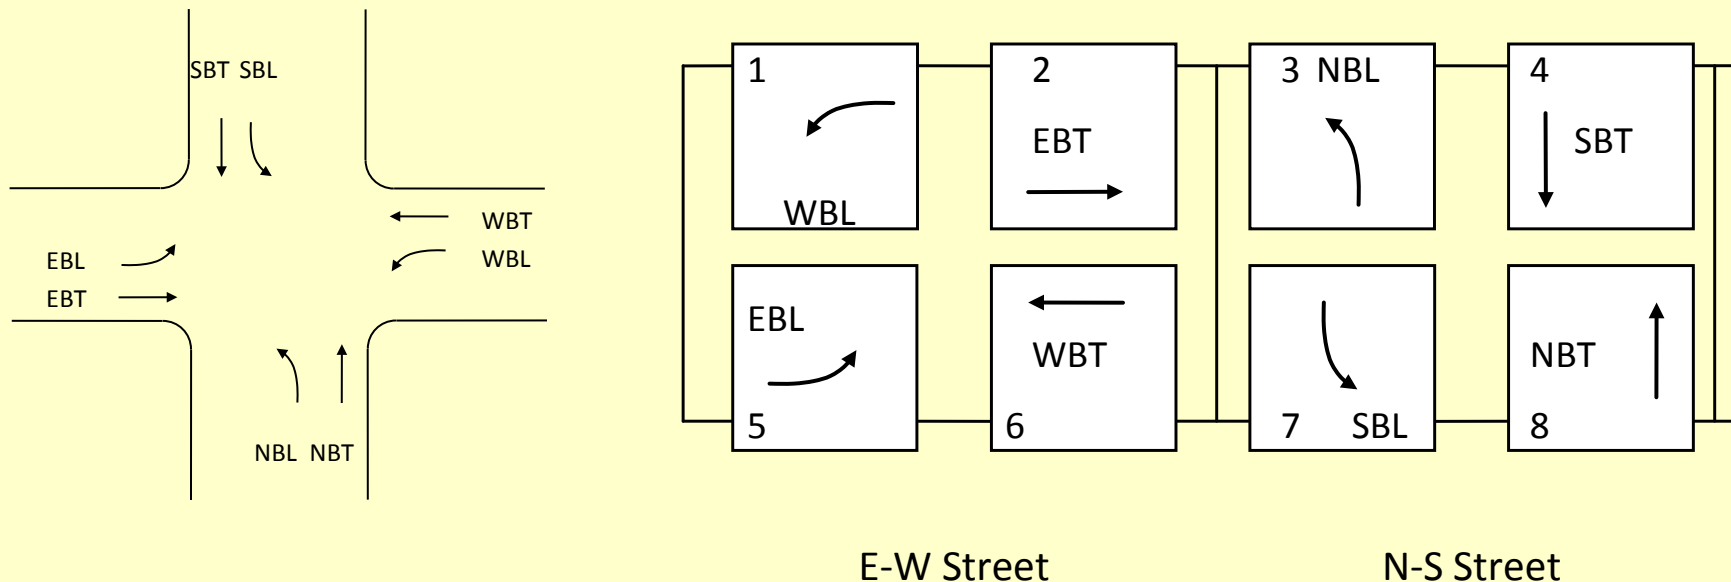 SBT SBL
WBT
WBL
EBL
EBT
NBL NBT
1
WBL
2
EBT
3 NBL
4
SBT
EBL
5
WBT
6
7 SBL
NBT
8
E-W Street
N-S Street